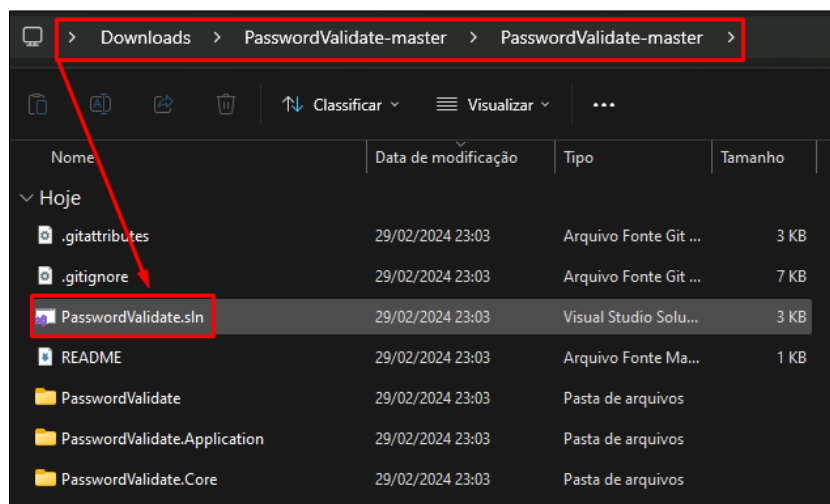 > Downloads > PasswordValidate-master > PasswordValidate-master >
Classificar Visualizar ...
Nome Data de modificação Tipo Tamanho
Hoje
.gitattributes 29/02/2024 23:03 Arquivo Fonte Git ... 3 KB
.gitignore 29/02/2024 23:03 Arquivo Fonte Git ... 7 KB
PasswordValidate.sln 29/02/2024 23:03 Visual Studio Solu... 3 KB
README 29/02/2024 23:03 Arquivo Fonte Ma... 1 KB
PasswordValidate 29/02/2024 23:03 Pasta de arquivos
PasswordValidate.Application 29/02/2024 23:03 Pasta de arquivos
PasswordValidate.Core 29/02/2024 23:03 Pasta de arquivos